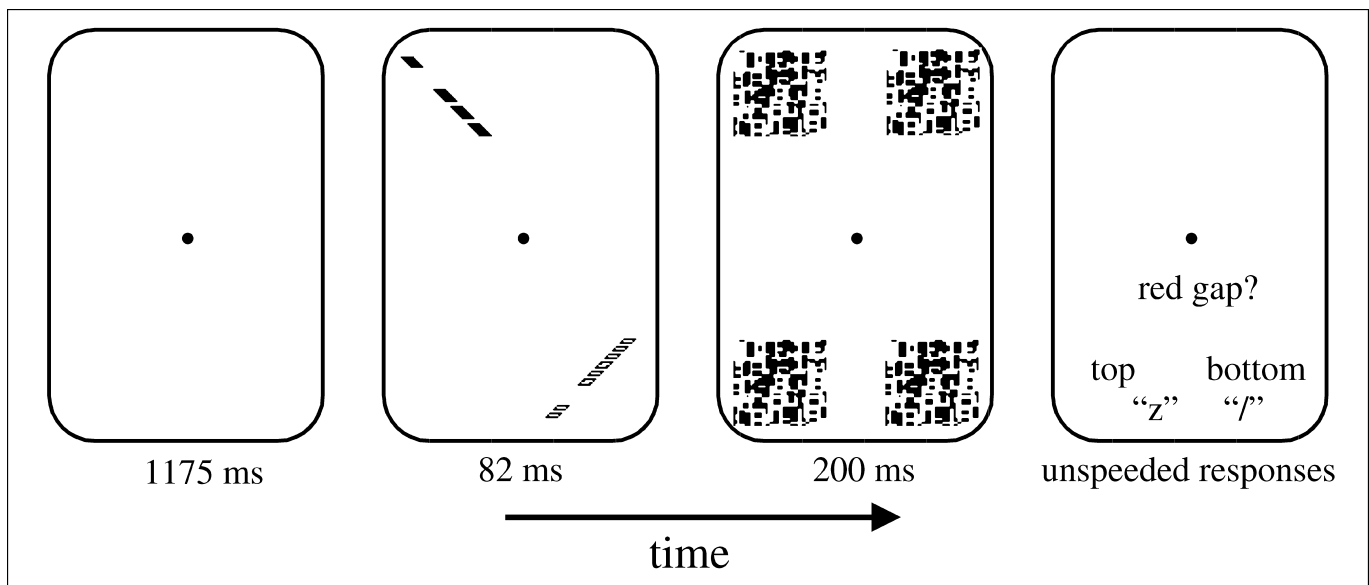 red gap?
top bottom
“z” “/”
1175 ms 82 ms 200 ms unspeeded responses
time